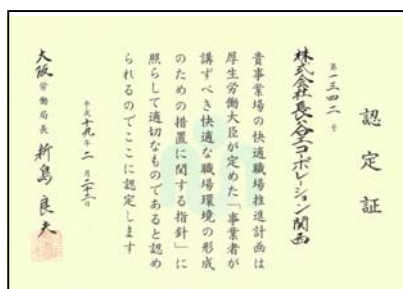 認定証
第一三四二号
株式会社長谷工コーポレーション関西
貴事業場の快適職場推進計画は
厚生労働大臣が定めた「事業者が
講ずべき快適な職場環境の形成
のための措置に関する指針」に
照らして適切なものであると認め
られるのでここに認定します
平成十九年二月二十二日
大阪労働局長 新島良夫